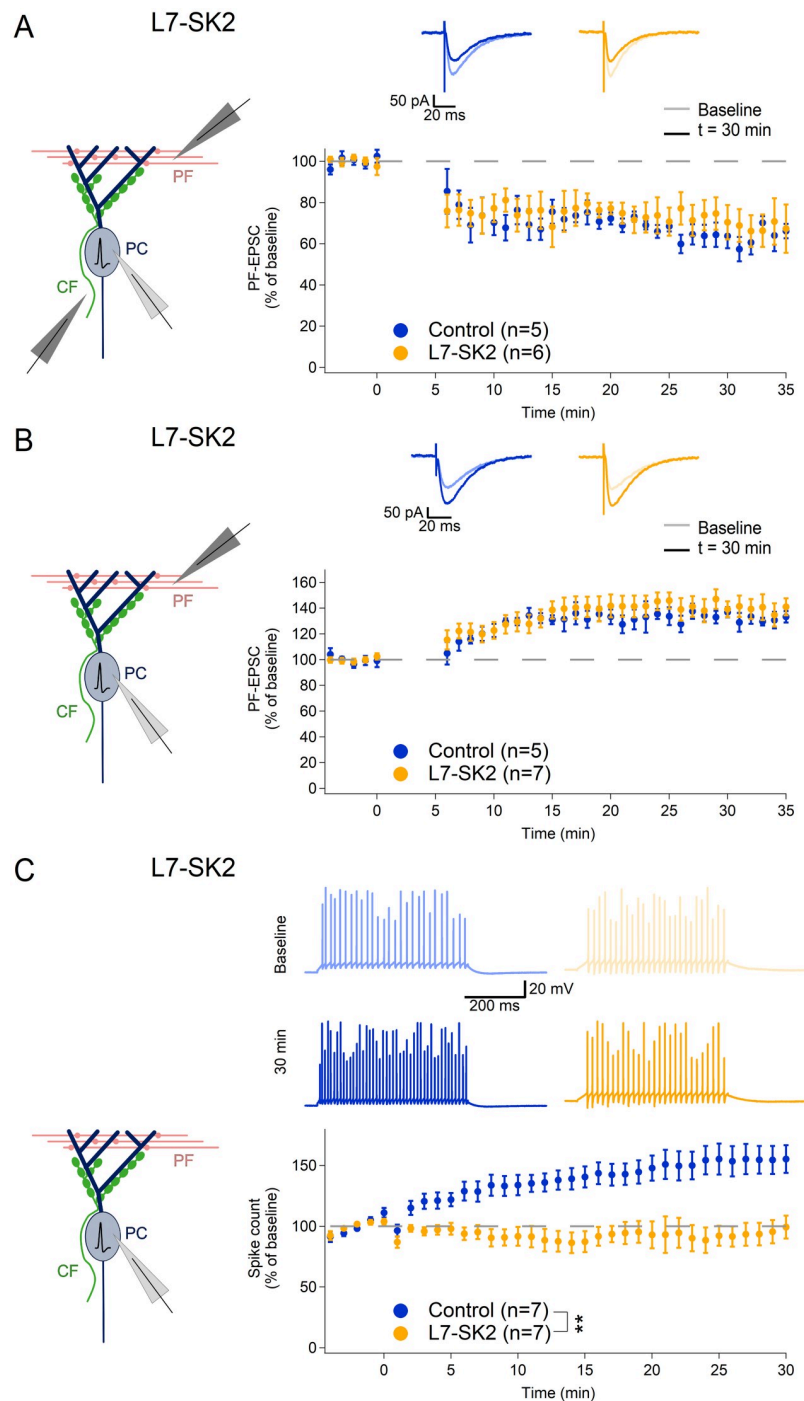 A
L7-SK2
50 pA
20 ms
Baseline
t = 30 min
PF
PC
CF
PF-EPSC
(% of baseline)
100
80
60
40
20
0
Control (n=5)
L7-SK2 (n=6)
0 5 10 15 20 25 30 35
Time (min)
B
L7-SK2
50 pA
20 ms
Baseline
t = 30 min
PF
PC
CF
PF-EPSC
(% of baseline)
160
140
120
100
80
60
40
20
0
Control (n=5)
L7-SK2 (n=7)
0 5 10 15 20 25 30 35
Time (min)
C
L7-SK2
Baseline
20 mV
200 ms
30 min
PF
PC
CF
Spike count
(% of baseline)
150
100
50
0
Control (n=7)
L7-SK2 (n=7)
**
0 5 10 15 20 25 30
Time (min)